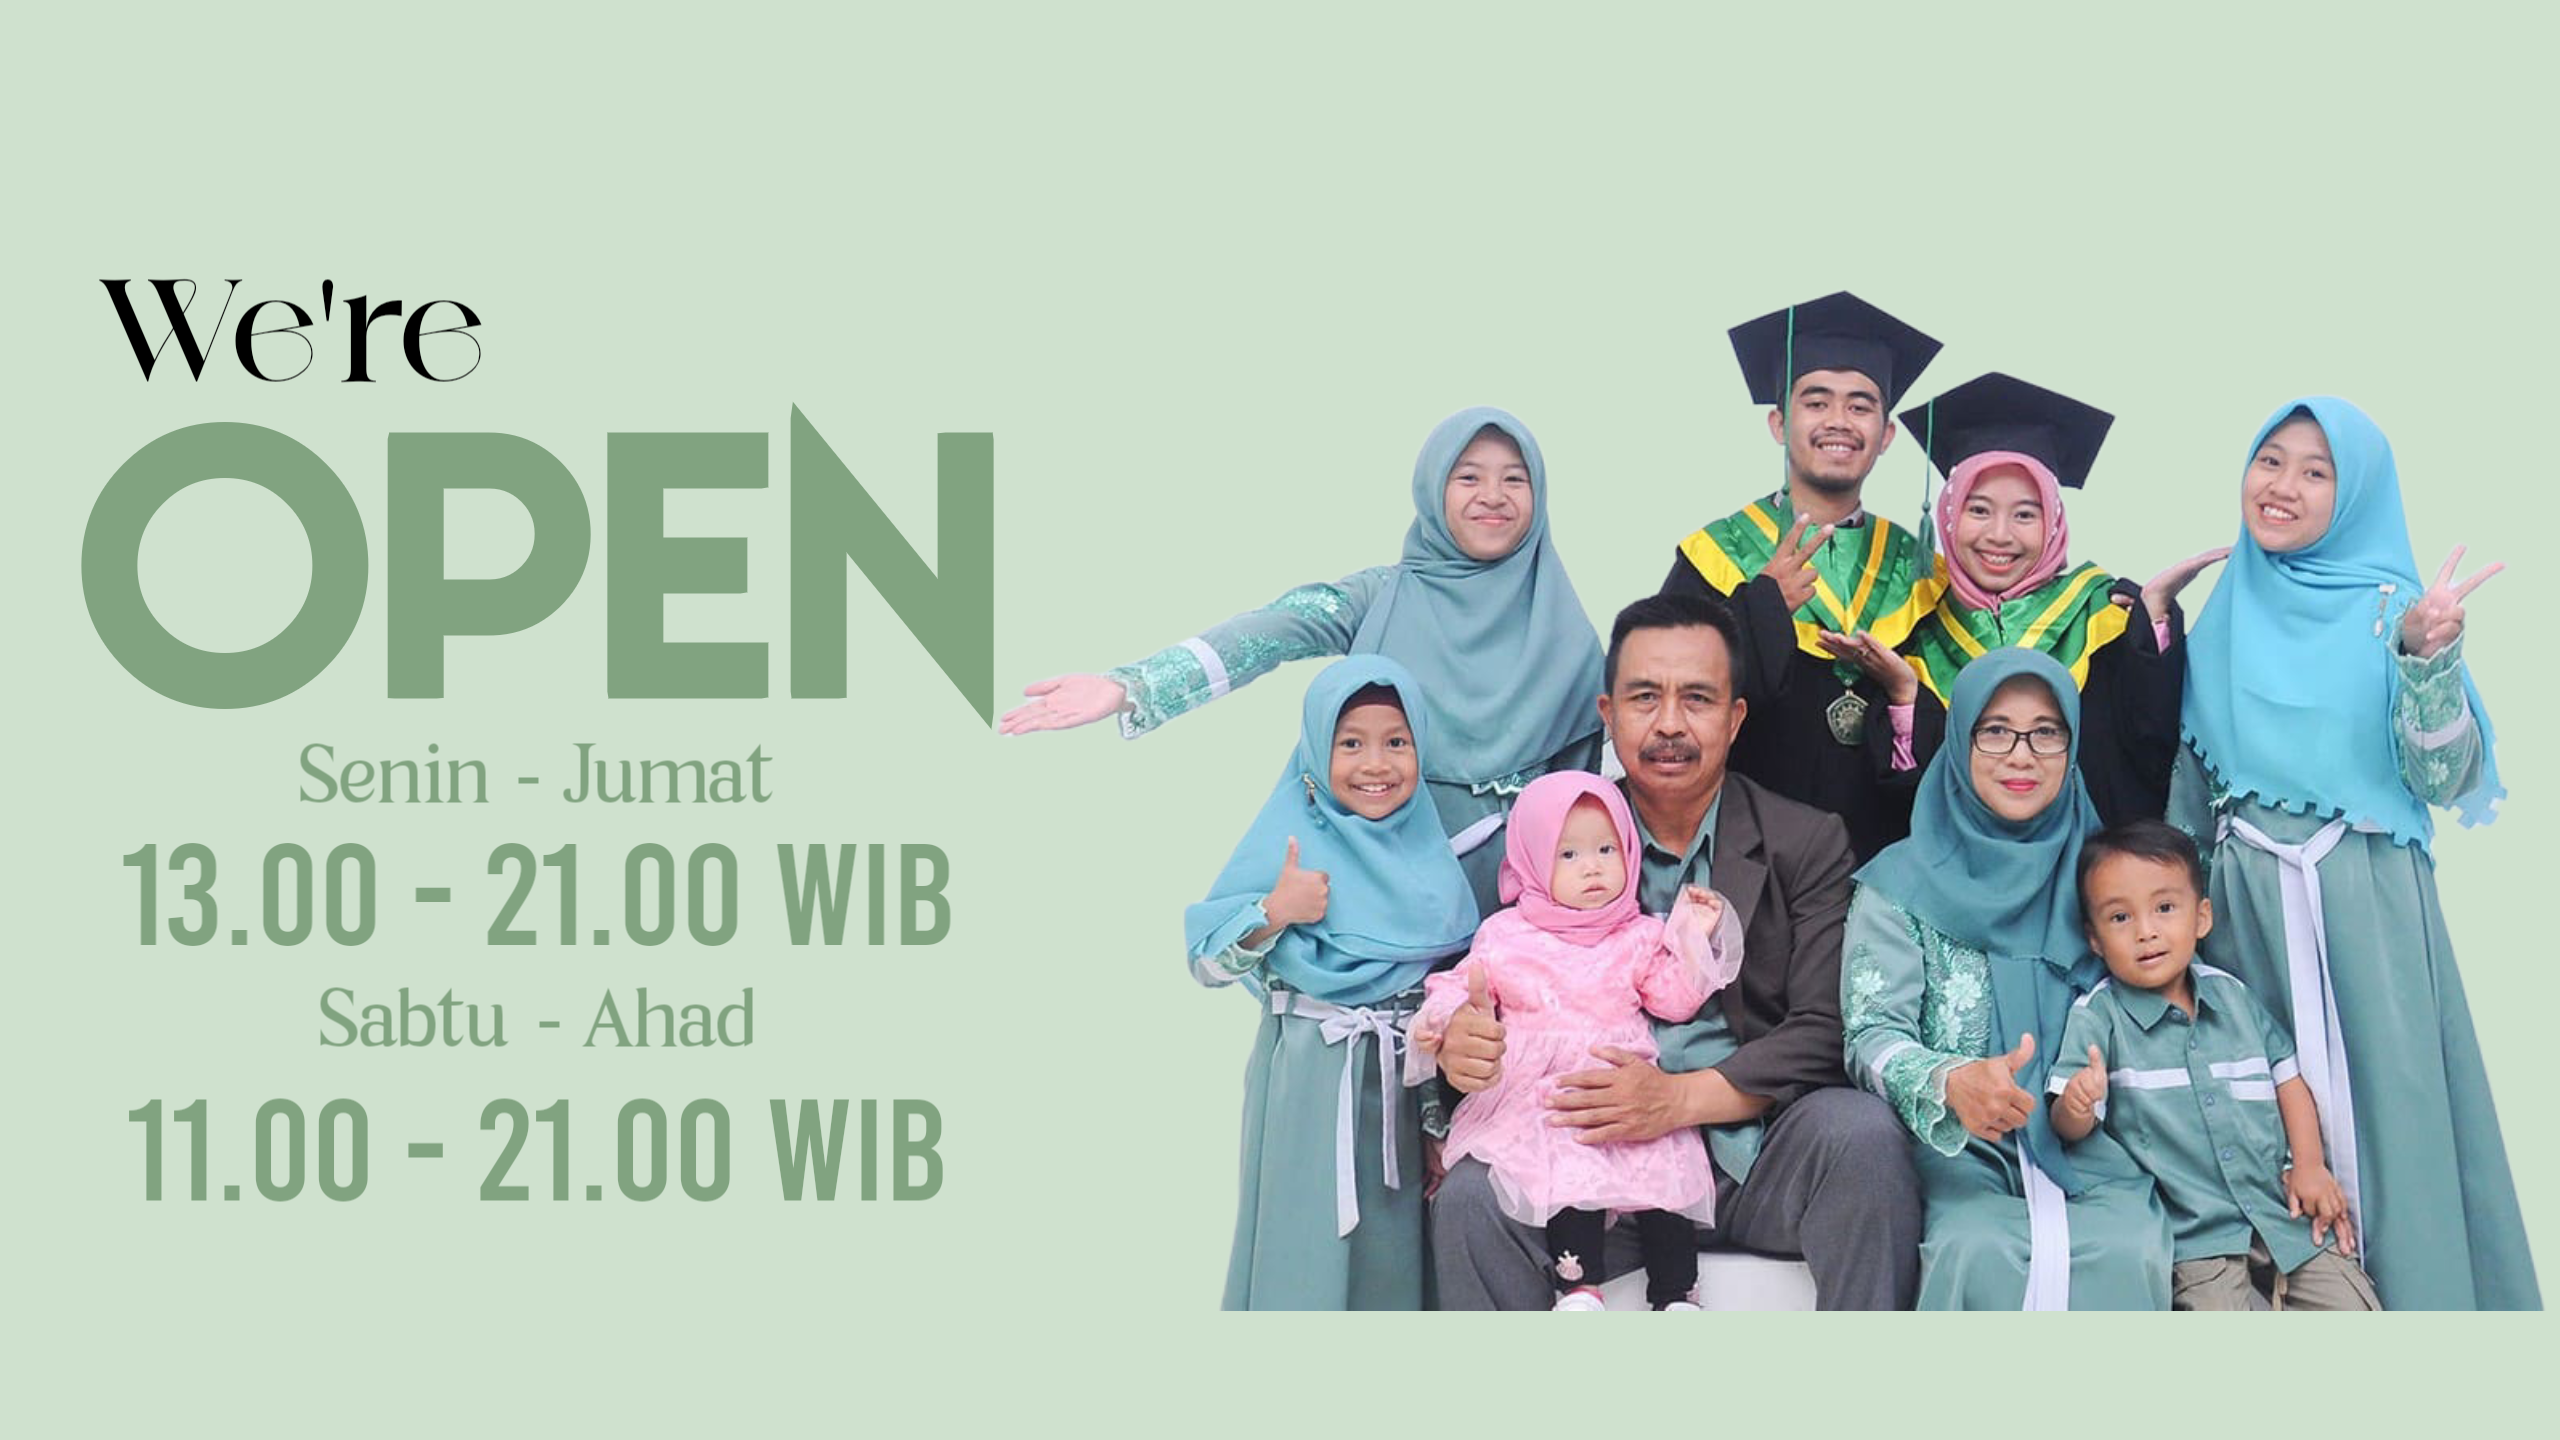 We're
OPEN
Senin - Jumat
13.00 - 21.00 WIB
Sabtu - Ahad
11.00 - 21.00 WIB